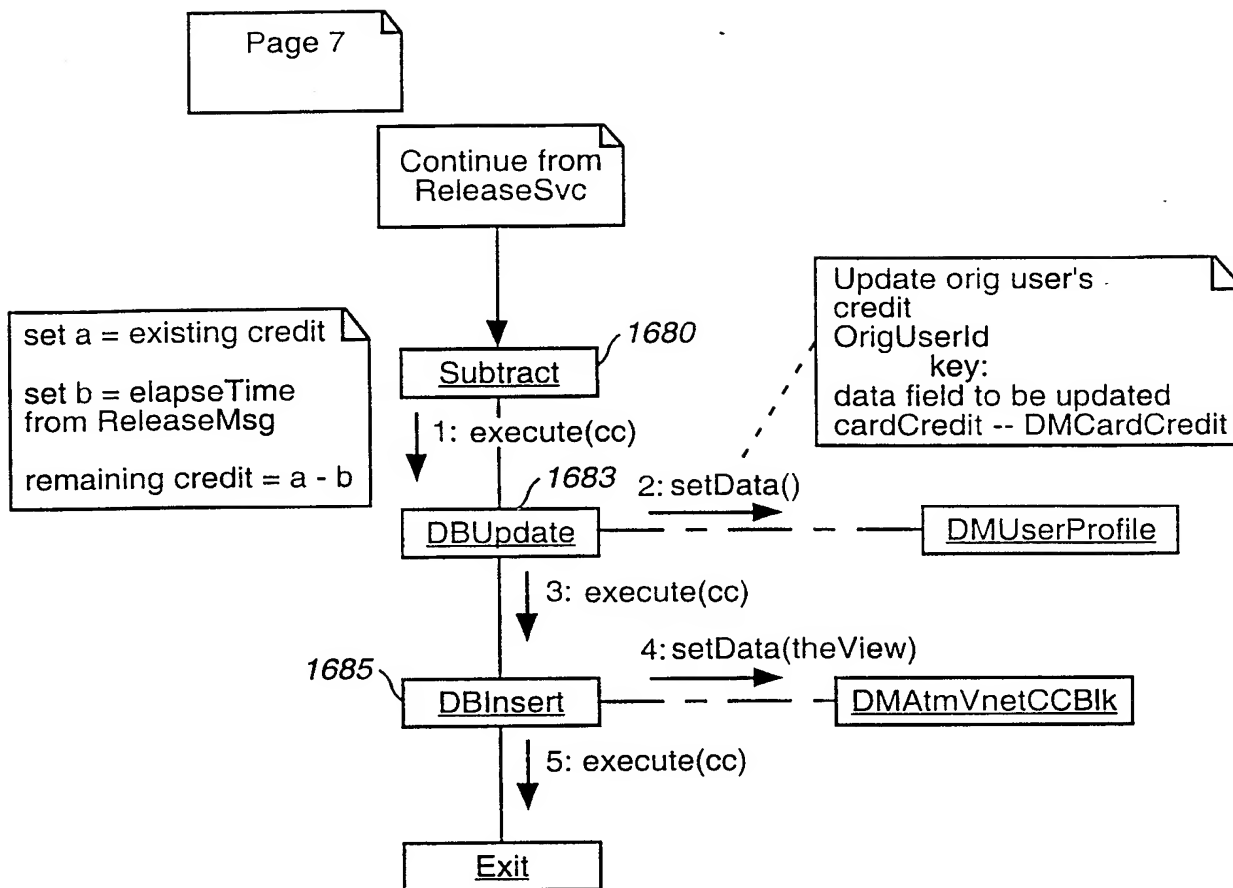 Page 7
Continue from
ReleaseSvc
set a = existing credit
set b = elapseTime
from ReleaseMsg
remaining credit = a - b
1680
Subtract
Update orig user's
credit
OrigUserId
key:
data field to be updated
cardCredit -- DMCardCredit
1: execute(cc)
1683
2: setData()
DBUpdate
DMUserProfile
3: execute(cc)
1685
4: setData(theView)
DBInsert
DMAtmVnetCCBlk
5: execute(cc)
Exit